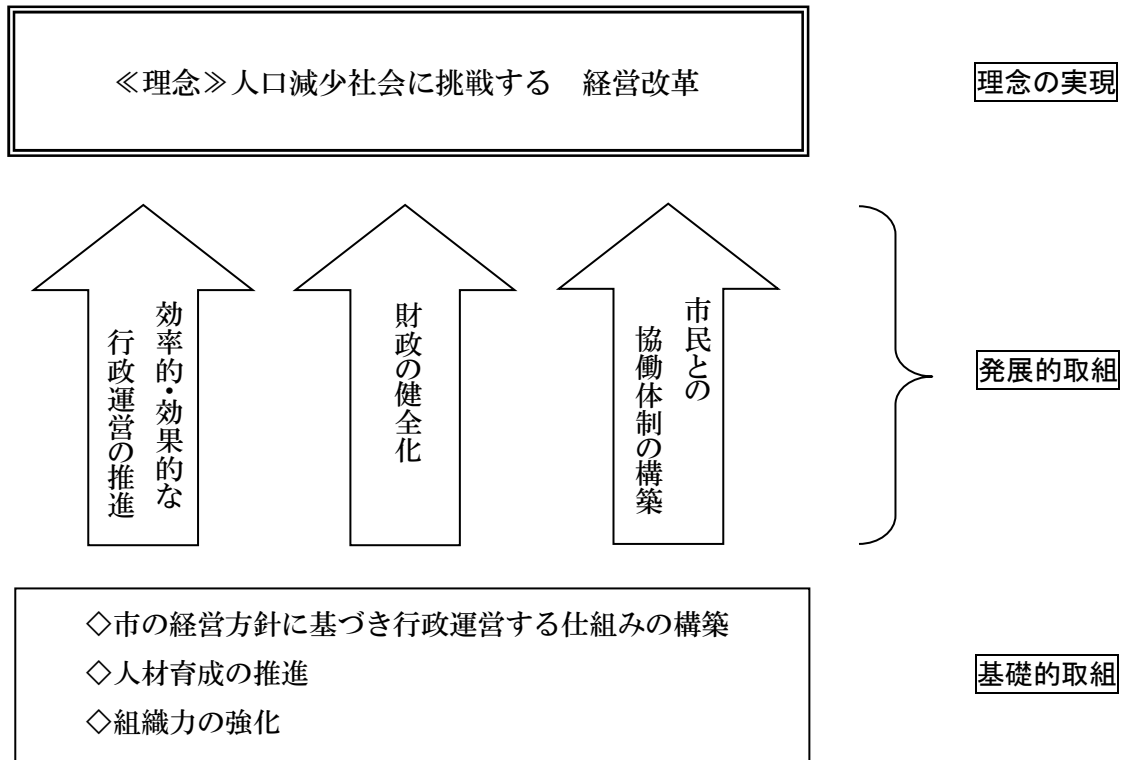 ≪理念≫人口減少社会に挑戦する　経営改革
理念の実現
効率的・効果的な
行政運営の推進
財政の健全化
市民との
協働体制の構築
発展的取組
◇市の経営方針に基づき行政運営する仕組みの構築
◇人材育成の推進
◇組織力の強化
基礎的取組